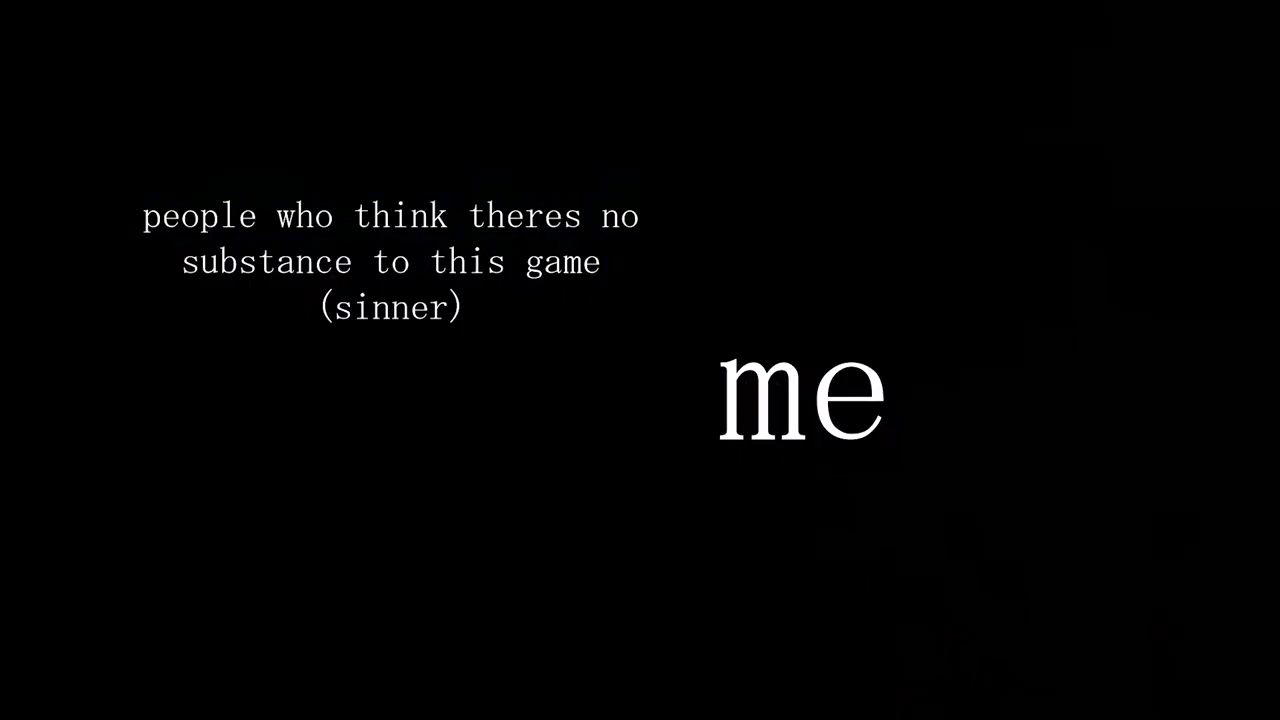 people who think theres no
substance to this game
(sinner)
me